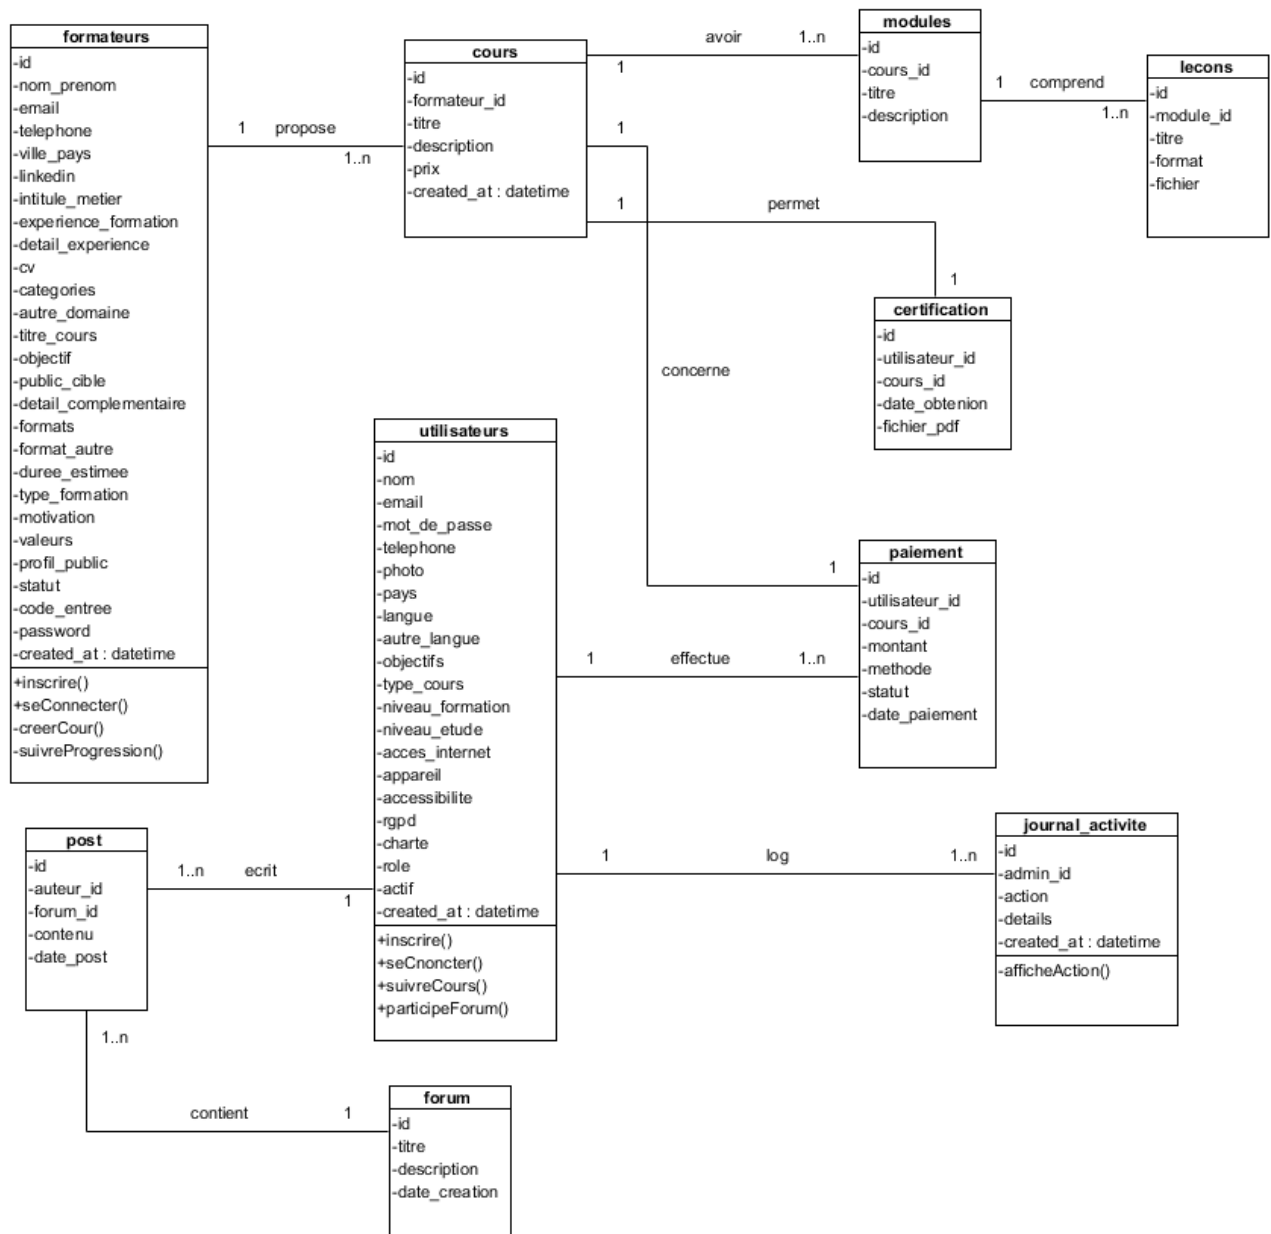 formateurs
-id
-nom_prenom
-email
-telephone
-ville_pays
-linkedin
-intitule_metier
-experience_formation
-detail_experience
-cv
-categories
-autre_domaine
-titre_cours
-objectif
-public_cible
-detail_complementaire
-formats
-format_autre
-duree_estimee
-type_formation
-motivation
-valeurs
-profil_public
-statut
-code_entree
-password
-created_at : datetime
+inscrire()
+seConnecter()
-creerCour()
-suivreProgression()
1 propose
1..n
cours
-id
-formateur_id
-titre
-description
-prix
-created_at : datetime
avoir 1..n
1
modules
-id
-cours_id
-titre
-description
1 comprend
1..n
lecons
-id
-module_id
-titre
-format
-fichier
1
1 permet
1
certification
-id
-utilisateur_id
-cours_id
-date_obtenion
-fichier_pdf
concerne
1
utilisateurs
-id
-nom
-email
-mot_de_passe
-telephone
-photo
-pays
-langue
-autre_langue
-objectifs
-type_cours
-niveau_formation
-niveau_etude
-acces_internet
-appareil
-accessibilite
-rgpd
-charte
-role
-actif
-created_at : datetime
+inscrire()
+seCnoncter()
+suivreCours()
+participeForum()
paiement
-id
-utilisateur_id
-cours_id
-montant
-methode
-statut
-date_paiement
1 effectue 1..n
1 log 1..n
journal_activite
-id
-admin_id
-action
-details
-created_at : datetime
-afficheAction()
post
-id
-auteur_id
-forum_id
-contenu
-date_post
1..n ecrit
1
1..n
contient 1
forum
-id
-titre
-description
-date_creation